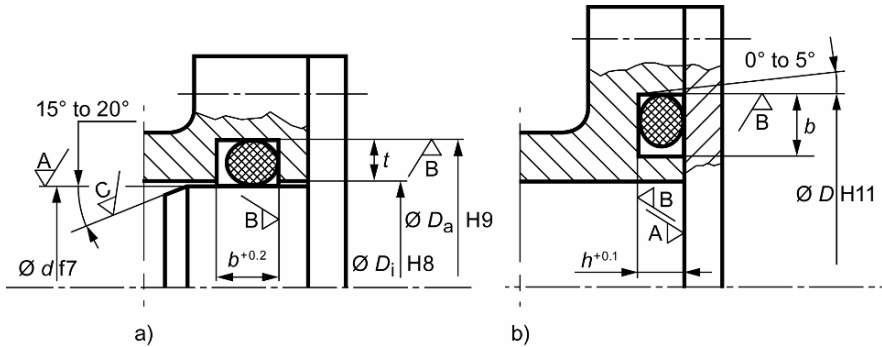 15° to 20°
A
C
B
t
B
Ø d f7
b+0.2
Ø Di H8
Ø Da H9
a)
0° to 5°
B
b
B
A
h+0.1
Ø D H11
b)